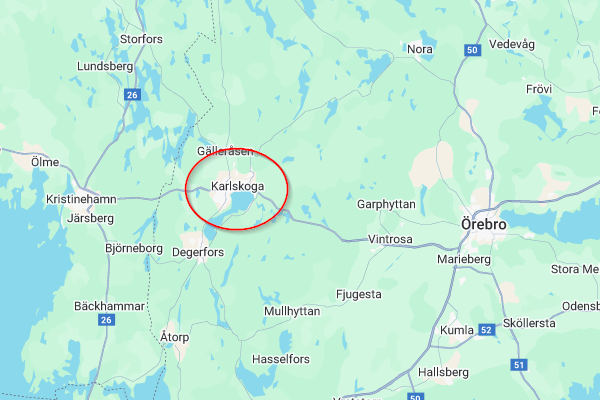 Storfors
Nora
50
Vedevåg
Lundsberg
26
Frövi
Gälleråsen
Ölme
Karlskoga
Kristinehamn
Järsberg
Garphyttan
Örebro
Björneborg
Degerfors
Vintrosa
Marieberg
Stora Me
Bäckhammar
26
Mullhyttan
Fjugesta
Odensb
Kumla
52
Sköllersta
Åtorp
Hasselfors
51
Hallsberg
50